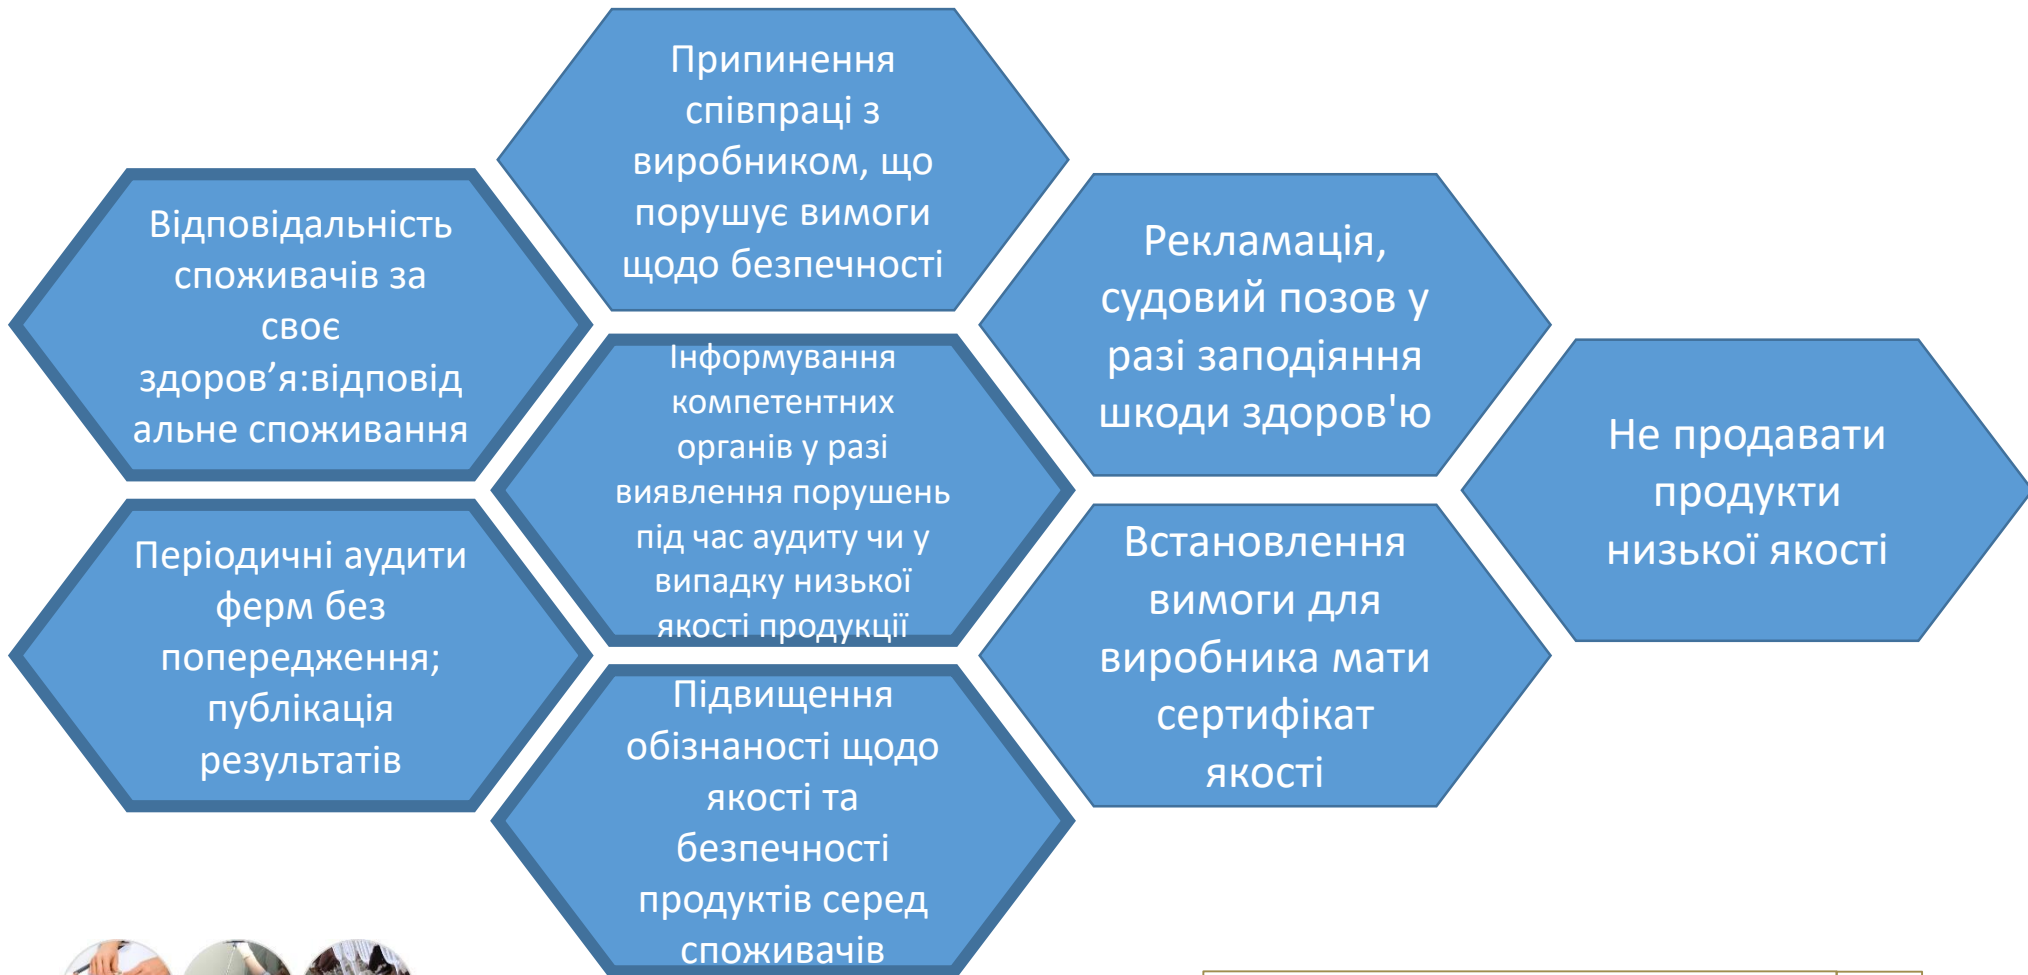 Припинення
співпраці з
виробником, що
порушує вимоги
щодо безпечності
Відповідальність
споживачів за
своє
здоров’я:відповід
альне споживання
Рекламація,
судовий позов у
разі заподіяння
шкоди здоров'ю
Інформування
компетентних
органів у разі
виявлення порушень
під час аудиту чи у
випадку низької
якості продукції
Не продавати
продукти
низької якості
Періодичні аудити
ферм без
попередження;
публікація
результатів
Встановлення
вимоги для
виробника мати
сертифікат
якості
Підвищення
обізнаності щодо
якості та
безпечності
продуктів серед
споживачів